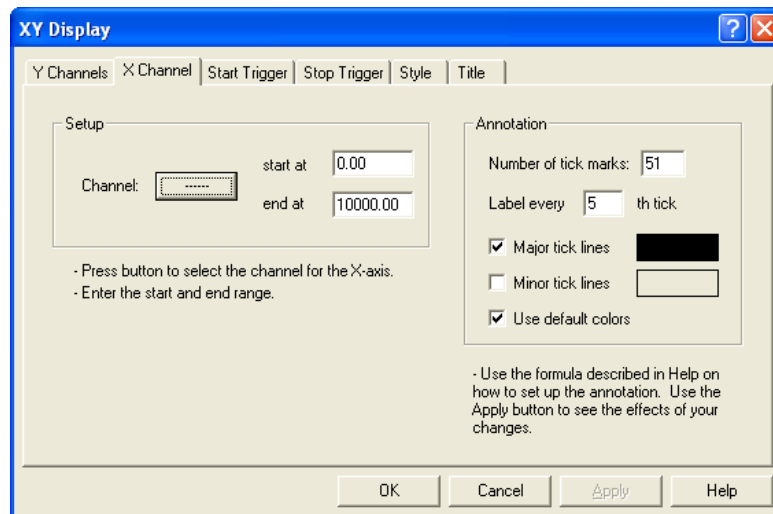 XY Display
Y Channels X Channel Start Trigger Stop Trigger Style Title
Setup
Channel: ------
start at 0.00
end at 10000.00
- Press button to select the channel for the X-axis.
- Enter the start and end range.
Annotation
Number of tick marks: 51
Label every 5 th tick
Major tick lines
Minor tick lines
Use default colors
- Use the formula described in Help on
how to set up the annotation. Use the
Apply button to see the effects of your
changes.
OK Cancel Apply Help